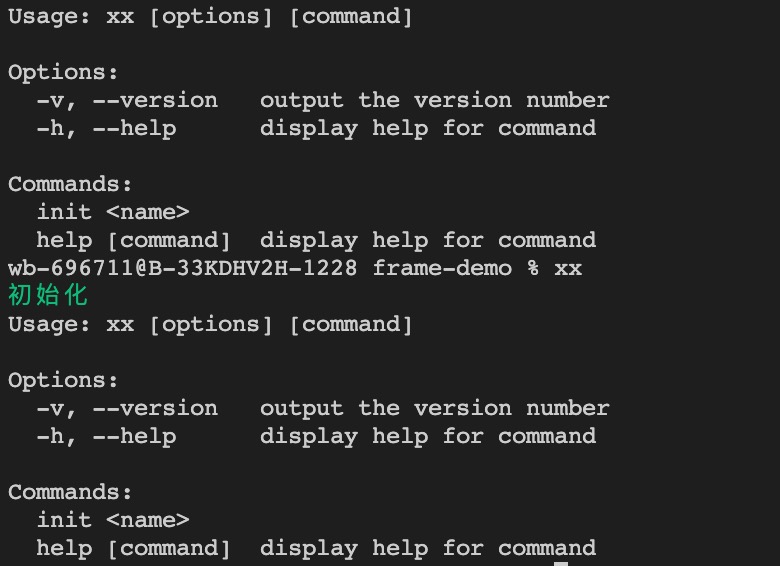 Usage: xx [options] [command]

Options:
  -v, --version   output the version number
  -h, --help      display help for command

Commands:
  init <name>
  help [command]  display help for command
wb-696711@B-33KDHV2H-1228 frame-demo % xx
初始化
Usage: xx [options] [command]

Options:
  -v, --version   output the version number
  -h, --help      display help for command

Commands:
  init <name>
  help [command]  display help for command